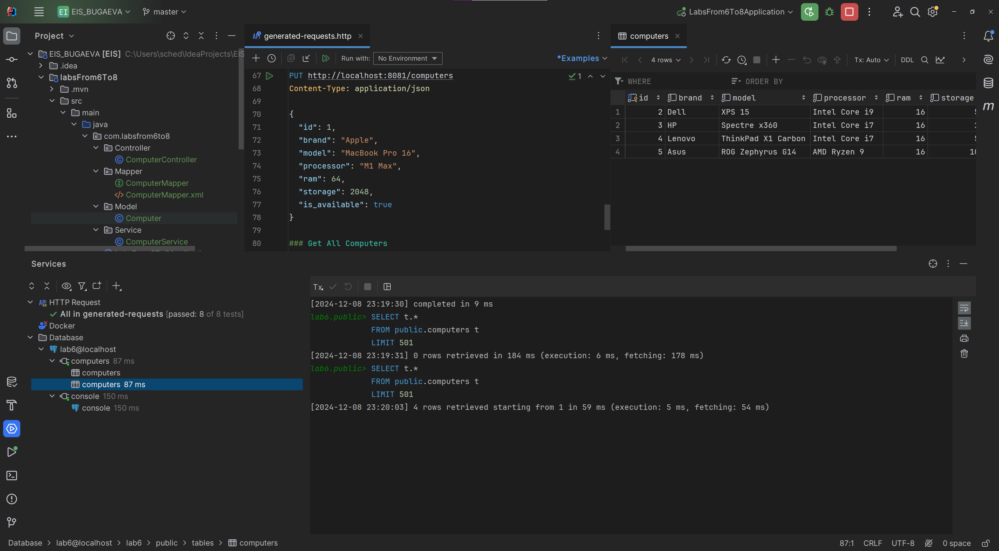 EI EIS_BUGAEVA master LabsFrom6To8Application
Project
EIS_BUGAEVA [EIS] C:\Users\sched\IdeaProjects\EIS
.idea
labsFrom6To8
.mvn
src
main
java
com.labsfrom6to8
Controller
ComputerController
Mapper
ComputerMapper
ComputerMapper.xml
Model
Computer
Service
ComputerService
generated-requests.http
Run with: No Environment *Examples
67 PUT http://localhost:8081/computers 1
68 Content-Type: application/json
69
70 {
71 "id": 1,
72 "brand": "Apple",
73 "model": "MacBook Pro 16",
74 "processor": "M1 Max",
75 "ram": 64,
76 "storage": 2048,
77 "is_available": true
78 }
79
80 ### Get All Computers
computers
4 rows Tx: Auto DDL
WHERE ORDER BY
id brand model processor ram storage
1 2 Dell XPS 15 Intel Core i9 16
2 3 HP Spectre x360 Intel Core i7 16
3 4 Lenovo ThinkPad X1 Carbon Intel Core i7 16
4 5 Asus ROG Zephyrus G14 AMD Ryzen 9 16
m
Services
HTTP Request
All in generated-requests [passed: 8 of 8 tests]
Docker
Database
lab6@localhost
computers 87 ms
computers
computers 87 ms
console 150 ms
console 150 ms
Tx
[2024-12-08 23:19:30] completed in 9 ms
lab6.public> SELECT t.*
FROM public.computers t
LIMIT 501
[2024-12-08 23:19:31] 0 rows retrieved in 184 ms (execution: 6 ms, fetching: 178 ms)
lab6.public> SELECT t.*
FROM public.computers t
LIMIT 501
[2024-12-08 23:20:03] 4 rows retrieved starting from 1 in 59 ms (execution: 5 ms, fetching: 54 ms)
Database > lab6@localhost > lab6 > public > tables > computers
87:1 CRLF UTF-8 0 space